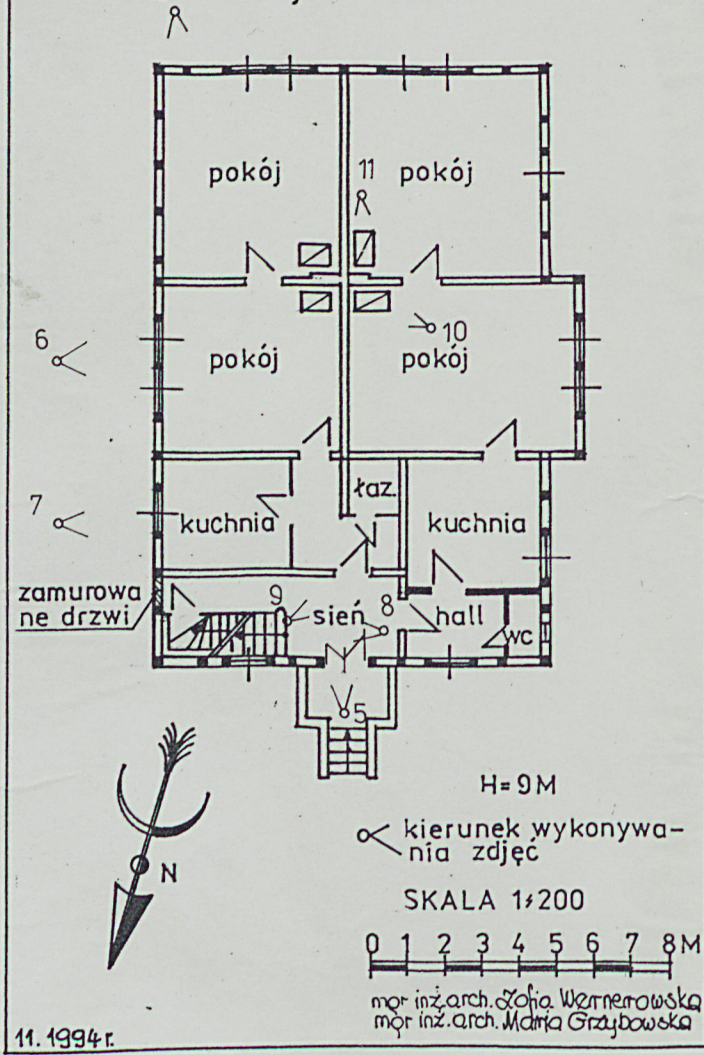 pokój
11
pokój
6
10
pokój
pokój
7
łaz.
kuchnia
kuchnia
zamurowa
ne drzwi
9
sień
8
hall
wc
5
N
H=9M
kierunek wykonywa-
nia zdjęć
SKALA 1:200
0 1 2 3 4 5 6 7 8 M
mgr inż.arch. Zofia Wernerowska
mgr inż.arch. Maria Grzybowska
11.1994r.